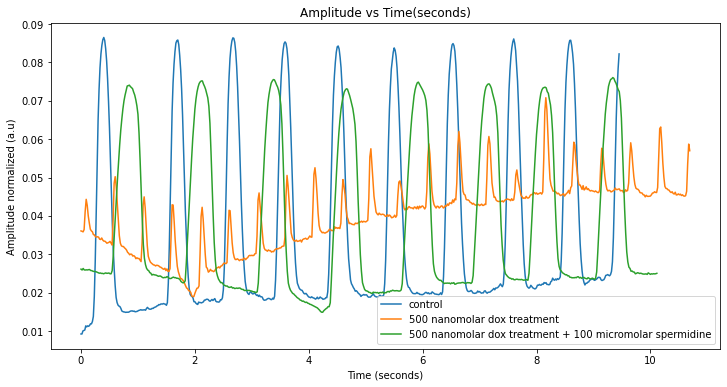 Amplitude vs Time(seconds)
0.09
0.08
0.07
0.06
0.05
0.04
0.03
0.02
0.01
Amplitude normalized (a.u)
control
500 nanomolar dox treatment
500 nanomolar dox treatment + 100 micromolar spermidine
0 2 4 6 8 10
Time (seconds)